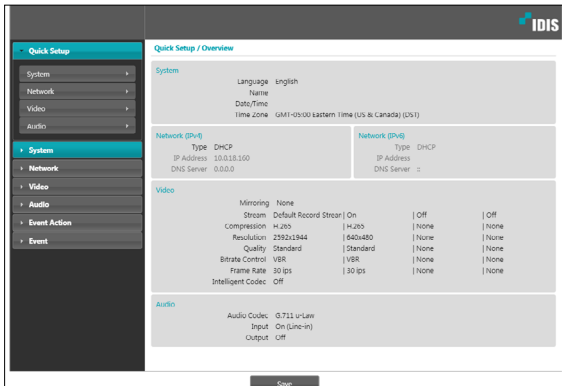 IDIS
Quick Setup
System
Network
Video
Audio
System
Network
Video
Audio
Event Action
Event
Quick Setup / Overview
System
Language English
Name
Date/Time
Time Zone GMT-05:00 Eastern Time (US & Canada) (DST)
Network (IPv4)
Type DHCP
IP Address 10.0.18.100
DNS Server 0.0.0.0
Network (IPv6)
Type DHCP
IP Address
DNS Server ::
Video
Mirroring None
Stream Default Record Strear | On | Off | Off
Compression H.265 | H.265 | None | None
Resolution 2592x1944 | 640x480 | None | None
Quality Standard | Standard | None | None
Bitrate Control VBR | VBR | None | None
Frame Rate 30 ips | 30 ips | None | None
Intelligent Codec Off
Audio
Audio Codec G.711 u-Law
Input On (Line-in)
Output Off
Save